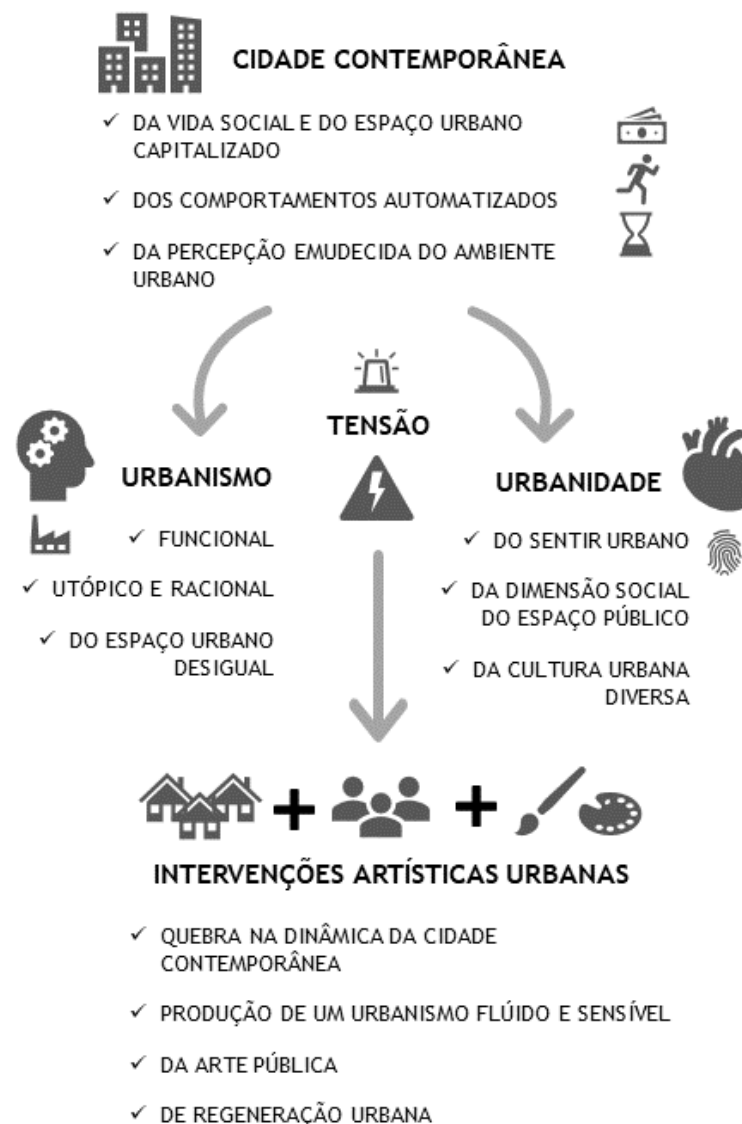 CIDADE CONTEMPORÂNEA
✓ DA VIDA SOCIAL E DO ESPAÇO URBANO
CAPITALIZADO
✓ DOS COMPORTAMENTOS AUTOMATIZADOS
✓ DA PERCEPÇÃO EMUDECIDA DO AMBIENTE
URBANO
TENSÃO
URBANISMO
✓ FUNCIONAL
✓ UTÓPICO E RACIONAL
✓ DO ESPAÇO URBANO
DESIGUAL
URBANIDADE
✓ DO SENTIR URBANO
✓ DA DIMENSÃO SOCIAL
DO ESPAÇO PÚBLICO
✓ DA CULTURA URBANA
DIVERSA
INTERVENÇÕES ARTÍSTICAS URBANAS
✓ QUEBRA NA DINÂMICA DA CIDADE
CONTEMPORÂNEA
✓ PRODUÇÃO DE UM URBANISMO FLÚIDO E SENSÍVEL
✓ DA ARTE PÚBLICA
✓ DE REGENERAÇÃO URBANA